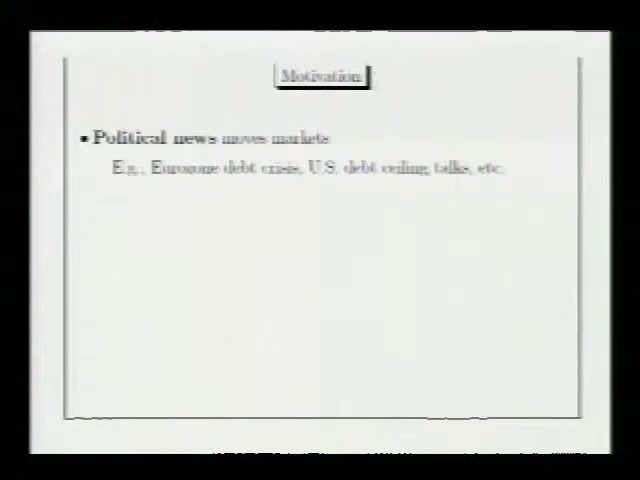 Motivation
• Political news moves markets
E.g., Eurozone debt crisis, U.S. debt ceiling talks, etc.